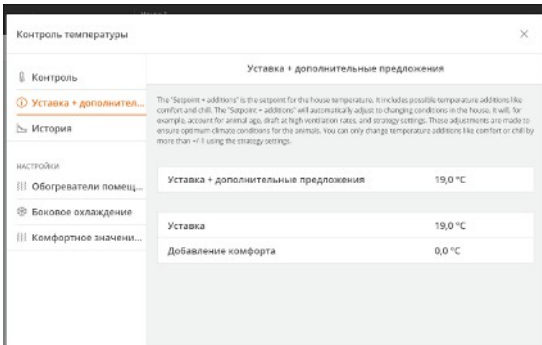 Контроль температуры
Контроль
Уставка + дополнител...
История
НАСТРОЙКИ
Обогреватели помещ...
Боковое охлаждение
Комфортное значени...
Уставка + дополнительные предложения
The "Setpoint + additions" is the setpoint for the house temperature. It includes possible temperature additions like
comfort and chill. The "Setpoint + additions" will automatically adjust to changing conditions in the house. It will, for
example, account for animal age, draft at high ventilation rates, and strategy settings. These adjustments are made to
ensure optimum climate conditions for the animals. You can only change temperature additions like comfort or chill by
more than +/-1 using the strategy settings.
Уставка + дополнительные предложения 19,0 °C
Уставка 19,0 °C
Добавление комфорта 0,0 °C